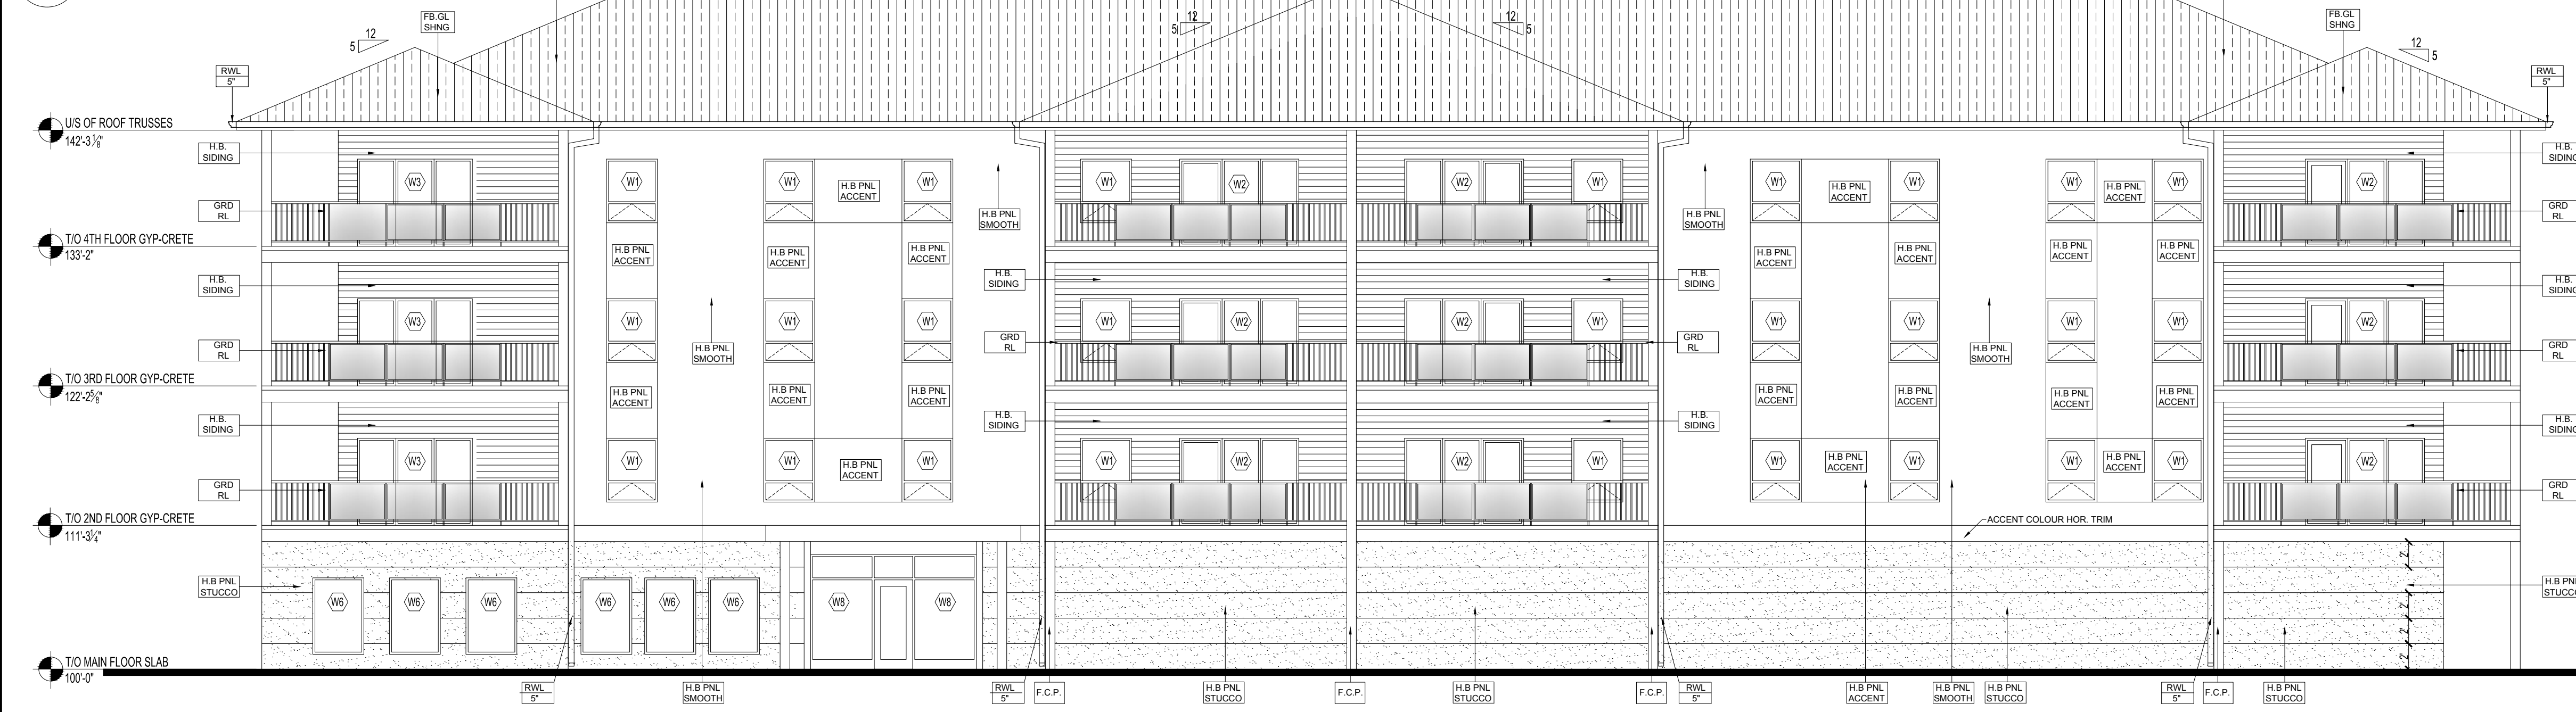 FB.GL
SHNG
FB.GL
SHNG
12
5
12
5
12
5
12
5
RWL
5"
RWL
5"
U/S OF ROOF TRUSSES
142'-3 1/8"
H.B.
SIDING
W3
W1
W1
H.B PNL
ACCENT
W1
H.B PNL
SMOOTH
W1
W2
W2
W1
H.B PNL
SMOOTH
W1
H.B PNL
ACCENT
W1
W1
H.B PNL
ACCENT
W1
W2
H.B.
SIDING
GRD
RL
GRD
RL
T/O 4TH FLOOR GYP-CRETE
133'-2"
H.B PNL
ACCENT
H.B PNL
ACCENT
H.B PNL
ACCENT
H.B PNL
ACCENT
H.B PNL
ACCENT
H.B PNL
ACCENT
H.B PNL
ACCENT
H.B.
SIDING
H.B.
SIDING
H.B.
SIDING
H.B.
SIDING
W3
W1
W1
W1
W1
W2
W2
W1
W1
W1
W1
W1
W2
GRD
RL
H.B PNL
SMOOTH
GRD
RL
GRD
RL
H.B PNL
SMOOTH
GRD
RL
T/O 3RD FLOOR GYP-CRETE
122'-2 5/8"
H.B PNL
ACCENT
H.B PNL
ACCENT
H.B PNL
ACCENT
H.B PNL
ACCENT
H.B PNL
ACCENT
H.B PNL
ACCENT
H.B PNL
ACCENT
H.B.
SIDING
H.B.
SIDING
H.B.
SIDING
H.B.
SIDING
W3
W1
W1
H.B PNL
ACCENT
W1
W1
W2
W2
W1
W1
H.B PNL
ACCENT
W1
W1
H.B PNL
ACCENT
W1
W2
GRD
RL
GRD
RL
T/O 2ND FLOOR GYP-CRETE
111'-3 1/4"
ACCENT COLOUR HOR. TRIM
2'
H.B PNL
STUCCO
H.B PNL
STUCCO
W6
W6
W6
W6
W6
W6
W8
W8
2'
2'
2'
T/O MAIN FLOOR SLAB
100'-0"
RWL
5"
H.B PNL
SMOOTH
RWL
5"
F.C.P.
H.B PNL
STUCCO
F.C.P.
H.B PNL
STUCCO
F.C.P.
RWL
5"
H.B PNL
ACCENT
H.B PNL
SMOOTH
H.B PNL
STUCCO
RWL
5"
F.C.P.
H.B PNL
STUCCO